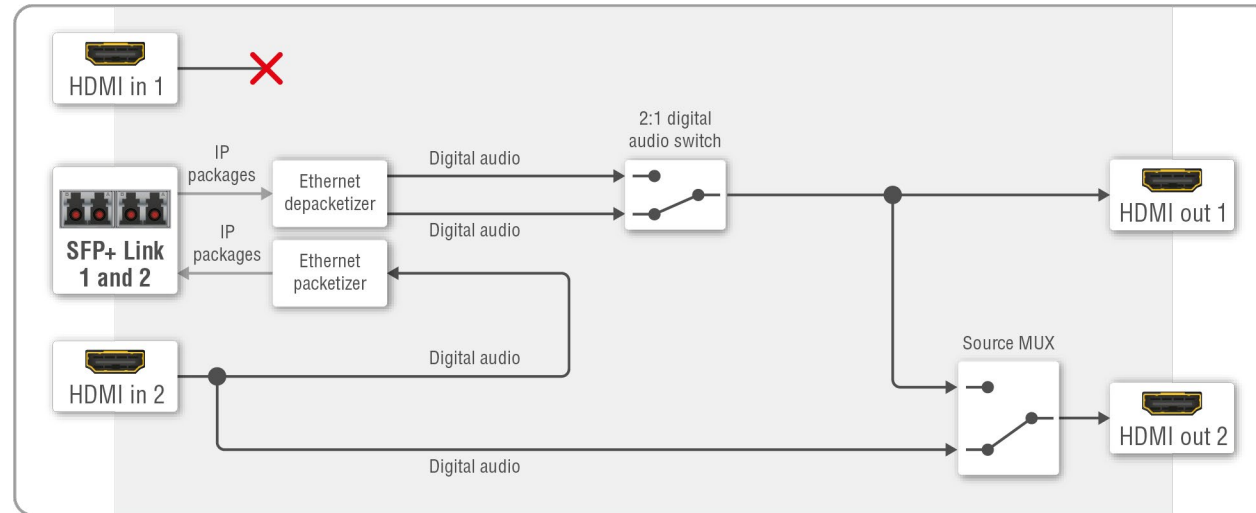 HDMI in 1
2:1 digital
audio switch
IP
packages
Digital audio
Ethernet
depacketizer
HDMI out 1
Digital audio
IP
packages
SFP+ Link
1 and 2
Ethernet
packetizer
Source MUX
Digital audio
HDMI in 2
HDMI out 2
Digital audio